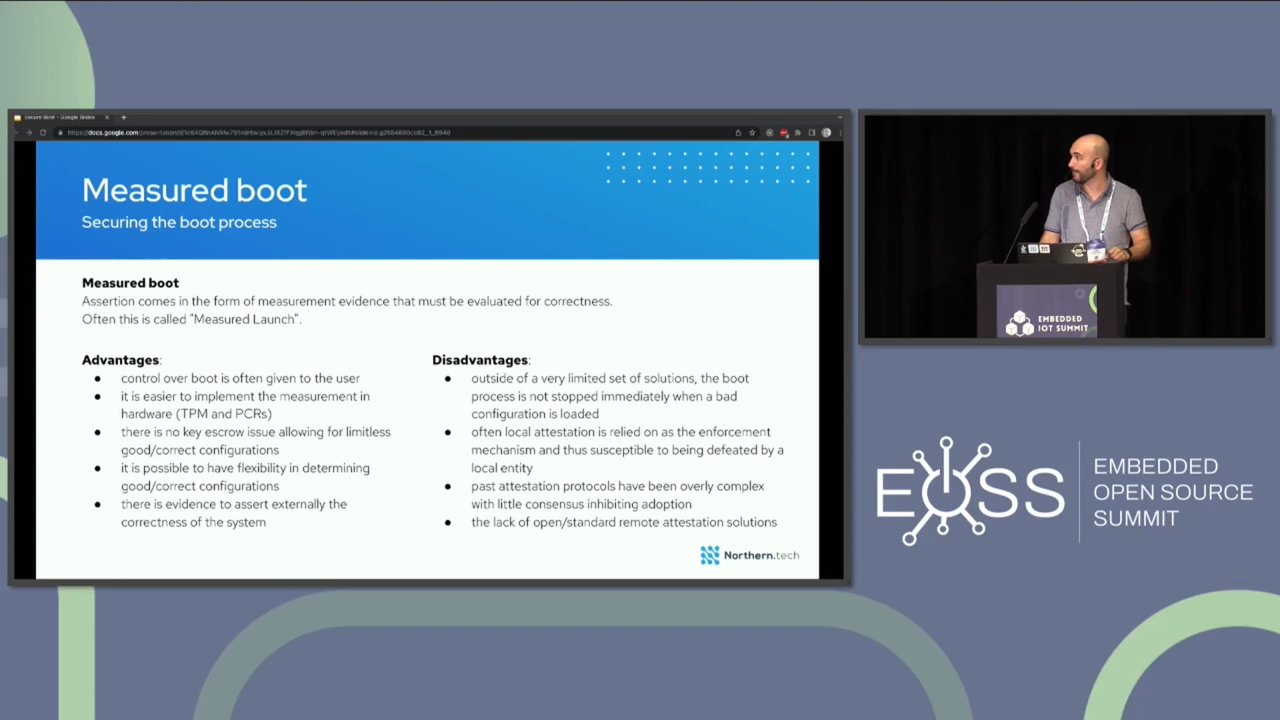 Secure Boot - Google Slides
Measured boot
Securing the boot process
Measured boot
Assertion comes in the form of measurement evidence that must be evaluated for correctness.
Often this is called "Measured Launch".
Advantages:
● control over boot is often given to the user
● it is easier to implement the measurement in
hardware (TPM and PCRs)
● there is no key escrow issue allowing for limitless
good/correct configurations
● it is possible to have flexibility in determining
good/correct configurations
● there is evidence to assert externally the
correctness of the system
Disadvantages:
● outside of a very limited set of solutions, the boot
process is not stopped immediately when a bad
configuration is loaded
● often local attestation is relied on as the enforcement
mechanism and thus susceptible to being defeated by a
local entity
● past attestation protocols have been overly complex
with little consensus inhibiting adoption
● the lack of open/standard remote attestation solutions
Northern.tech
EMBEDDED
IOT SUMMIT
EOSS
EMBEDDED
OPEN SOURCE
SUMMIT